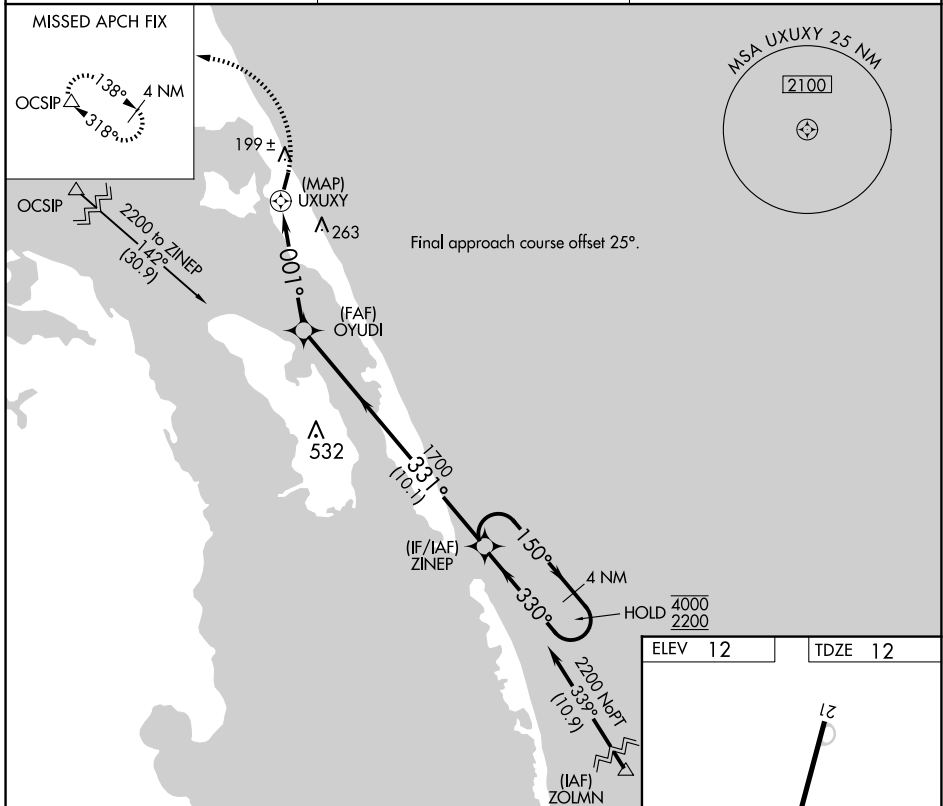 MISSED APCH FIX
138°
4 NM
OCSIP
318°
MSA UXUXY 25 NM
2100
199 ±
(MAP)
UXUXY
263
OCSIP
2200 to ZINEP
142°
(30.9)
Final approach course offset 25°.
001°
(FAF)
OYUDI
532
1700
331°
(10.1)
(IF/IAF)
ZINEP
150°
4 NM
330°
HOLD 4000
2200
2200 NoPT
339°
(10.9)
(IAF)
ZOLMN
ELEV 12
TDZE 12
21